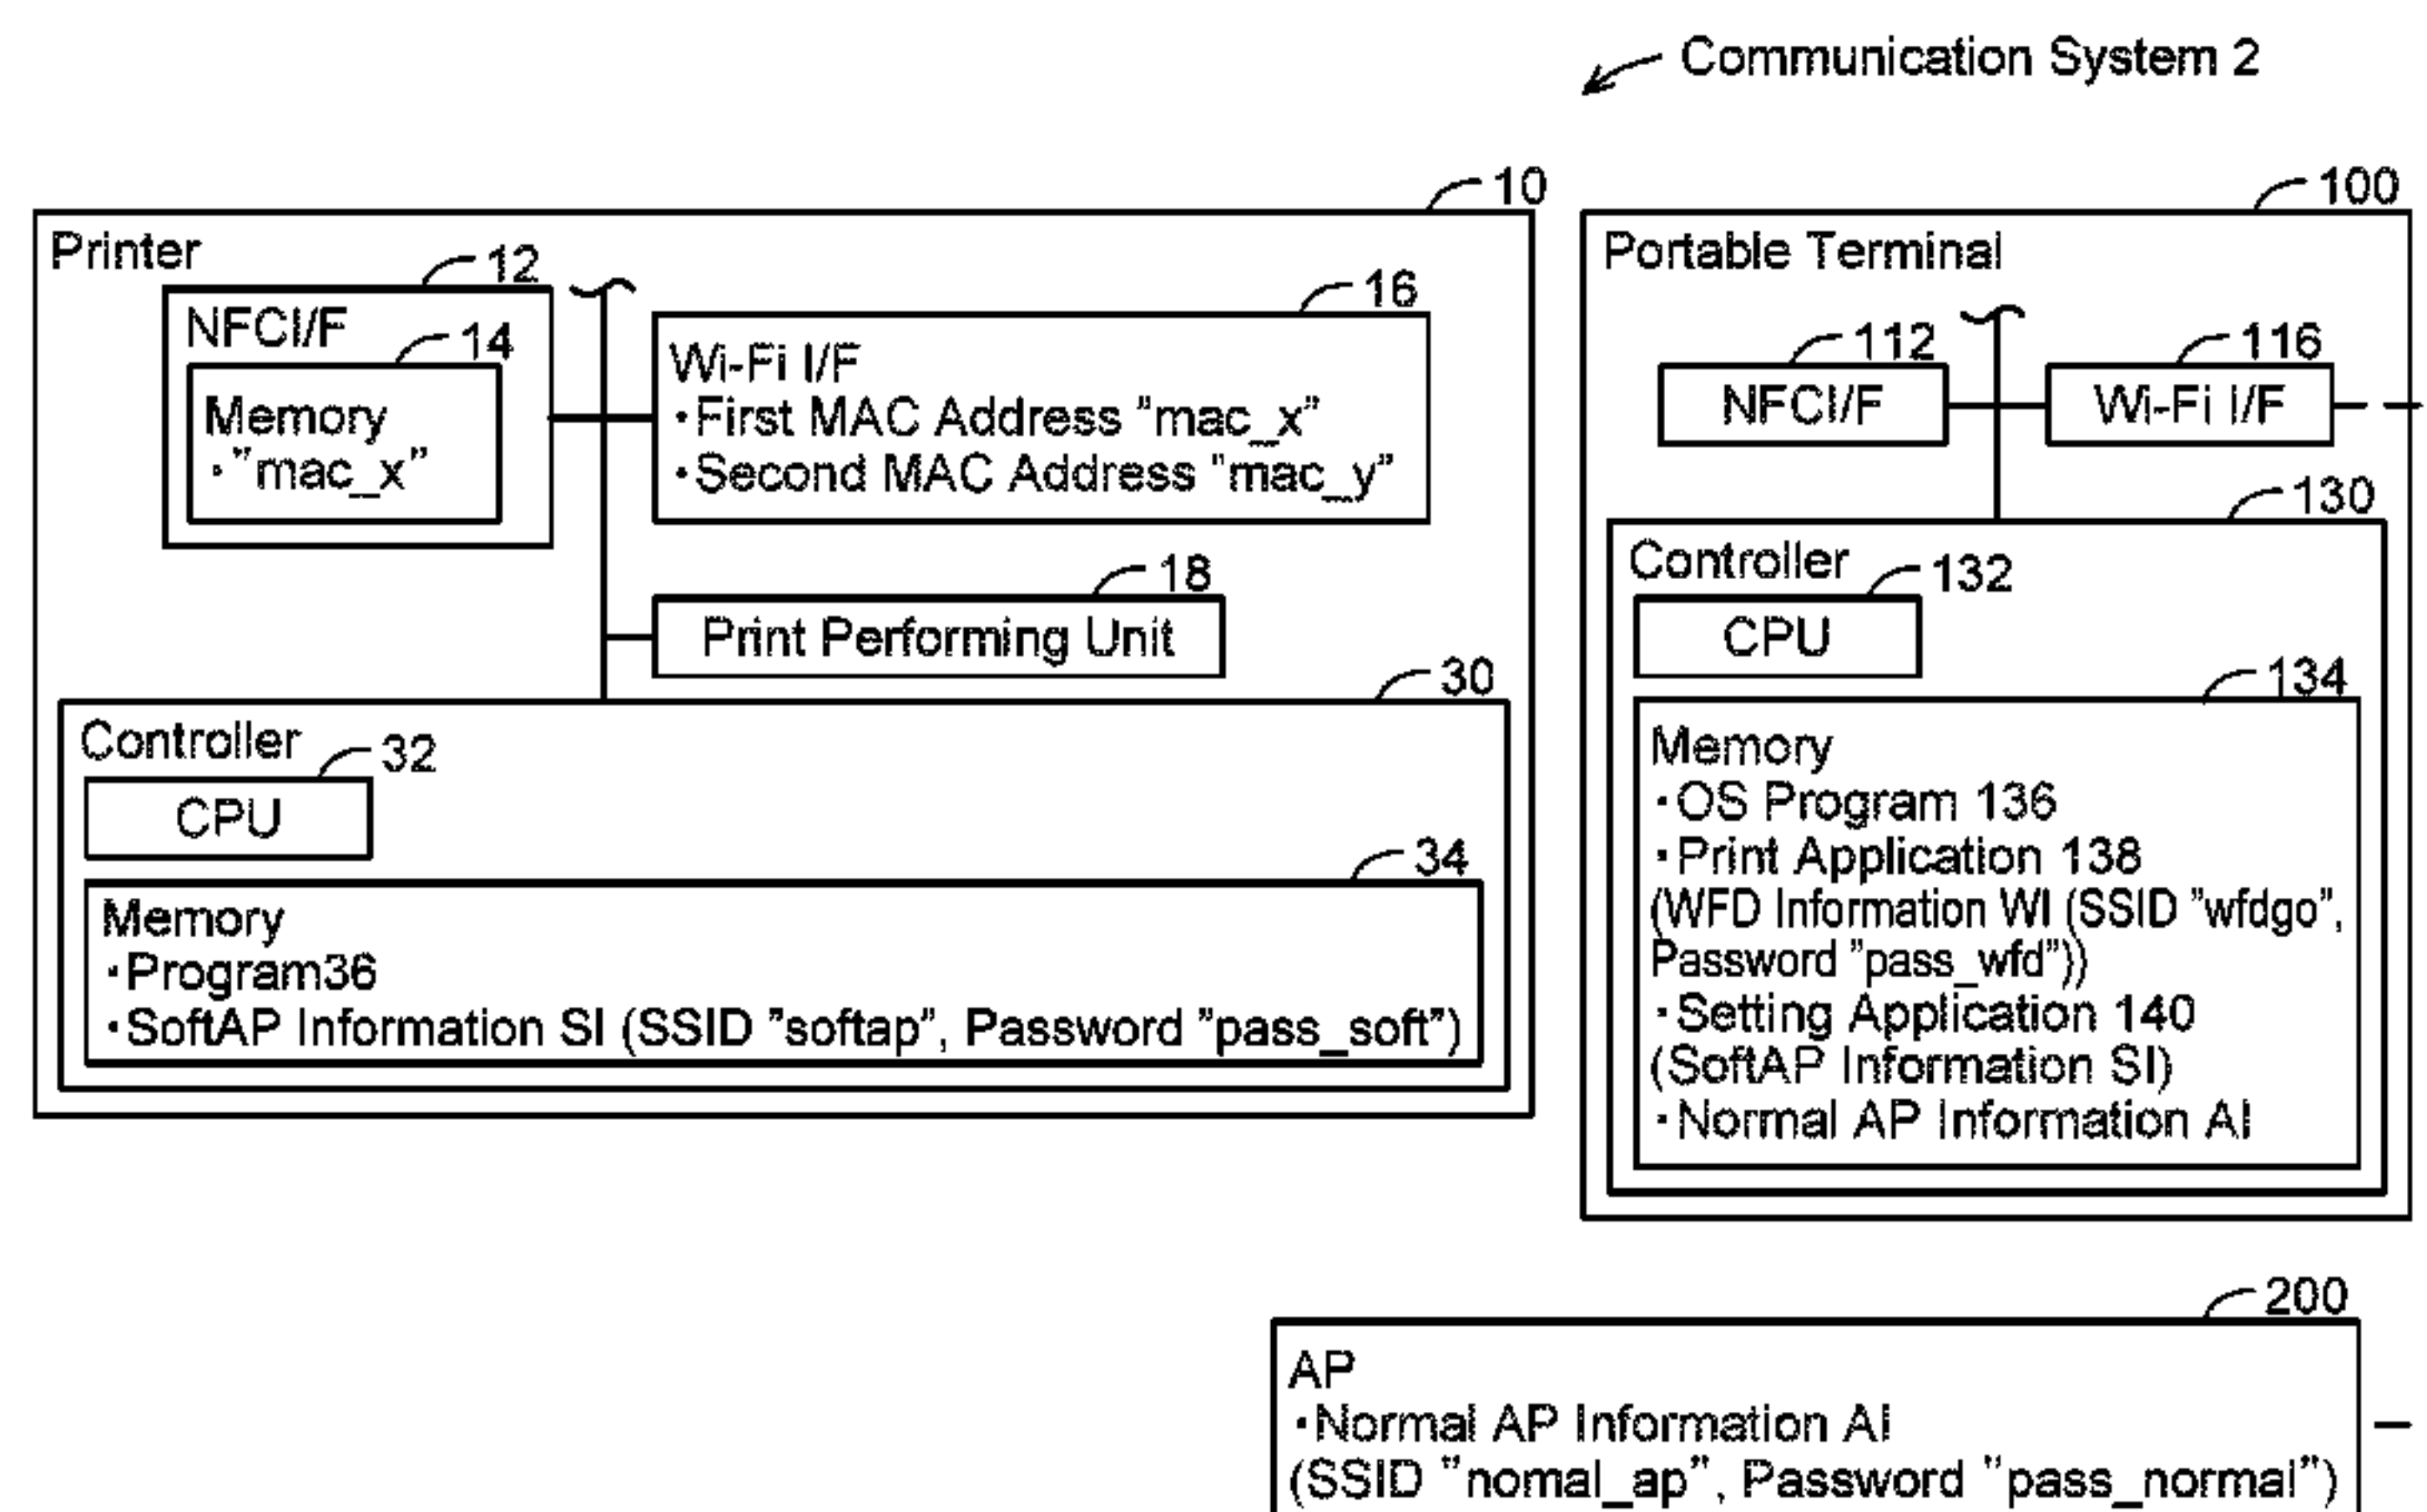 Communication System 2
10
Printer
12
NFCI/F
14
Memory
·"mac_x"
16
Wi-Fi I/F
·First MAC Address "mac_x"
·Second MAC Address "mac_y"
18
Print Performing Unit
30
Controller
32
CPU
34
Memory
·Program36
·SoftAP Information SI (SSID "softap", Password "pass_soft")
100
Portable Terminal
112
NFCI/F
116
Wi-Fi I/F
130
Controller
132
CPU
134
Memory
·OS Program 136
·Print Application 138
(WFD Information WI (SSID "wfdgo",
Password "pass_wfd"))
·Setting Application 140
(SoftAP Information SI)
·Normal AP Information AI
200
AP
·Normal AP Information AI
(SSID "nomal_ap", Password "pass_normal")